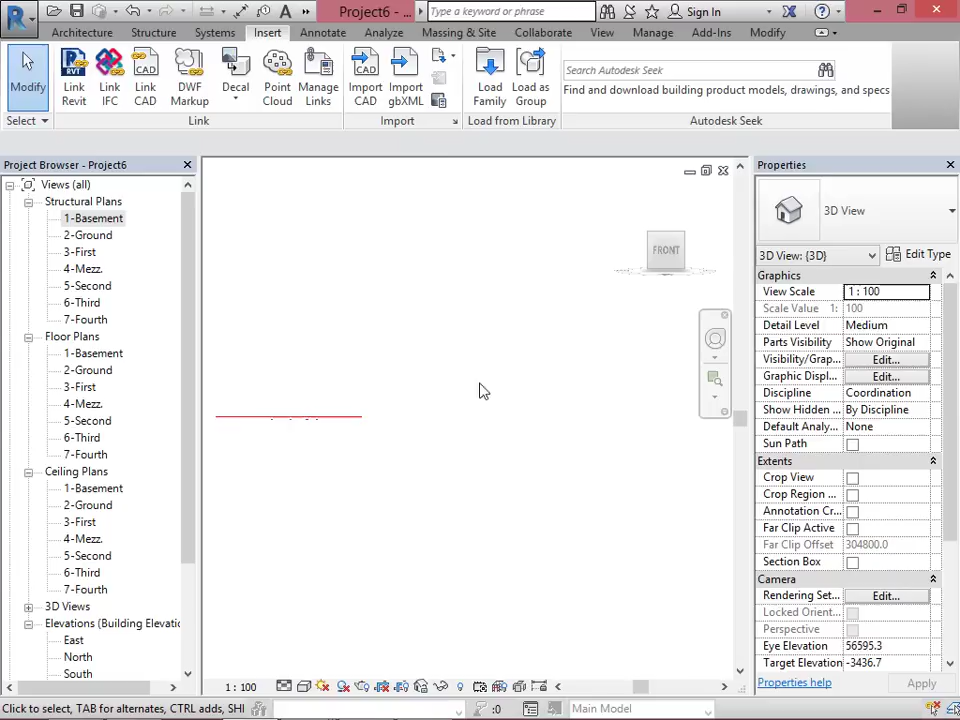 Project6 - ...
Type a keyword or phrase
Sign In
Architecture
Structure
Systems
Insert
Annotate
Analyze
Massing & Site
Collaborate
View
Manage
Add-Ins
Modify
Modify
Link Revit
Link IFC
Link CAD
DWF Markup
Decal
Point Cloud
Manage Links
Import CAD
Import gbXML
Load Family
Load as Group
Search Autodesk Seek
Find and download building product models, drawings, and specs
Select
Link
Import
Load from Library
Autodesk Seek
Project Browser - Project6
Views (all)
Structural Plans
1-Basement
2-Ground
3-First
4-Mezz.
5-Second
6-Third
7-Fourth
Floor Plans
1-Basement
2-Ground
3-First
4-Mezz.
5-Second
6-Third
7-Fourth
Ceiling Plans
1-Basement
2-Ground
3-First
4-Mezz.
5-Second
6-Third
7-Fourth
3D Views
Elevations (Building Elevatio
East
North
South
FRONT
Properties
3D View
3D View: {3D}
Edit Type
Graphics
View Scale 1 : 100
Scale Value 1: 100
Detail Level Medium
Parts Visibility Show Original
Visibility/Grap... Edit...
Graphic Displ... Edit...
Discipline Coordination
Show Hidden ... By Discipline
Default Analy... None
Sun Path
Extents
Crop View
Crop Region ...
Annotation Cr...
Far Clip Active
Far Clip Offset 304800.0
Section Box
Camera
Rendering Set... Edit...
Locked Orient...
Perspective
Eye Elevation 56595.3
Target Elevation -3436.7
Properties help
Apply
1 : 100
Click to select, TAB for alternates, CTRL adds, SHI
:0
Main Model